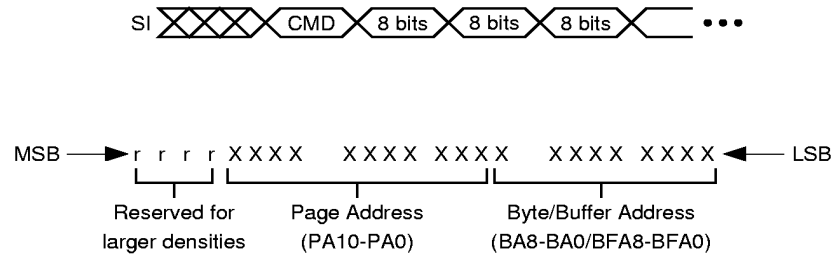 SI CMD 8 bits 8 bits 8 bits
MSB r r r r X X X X X X X X X X X X X X X X X X X X LSB
Reserved for Page Address Byte/Buffer Address
larger densities (PA10-PA0) (BA8-BA0/BFA8-BFA0)